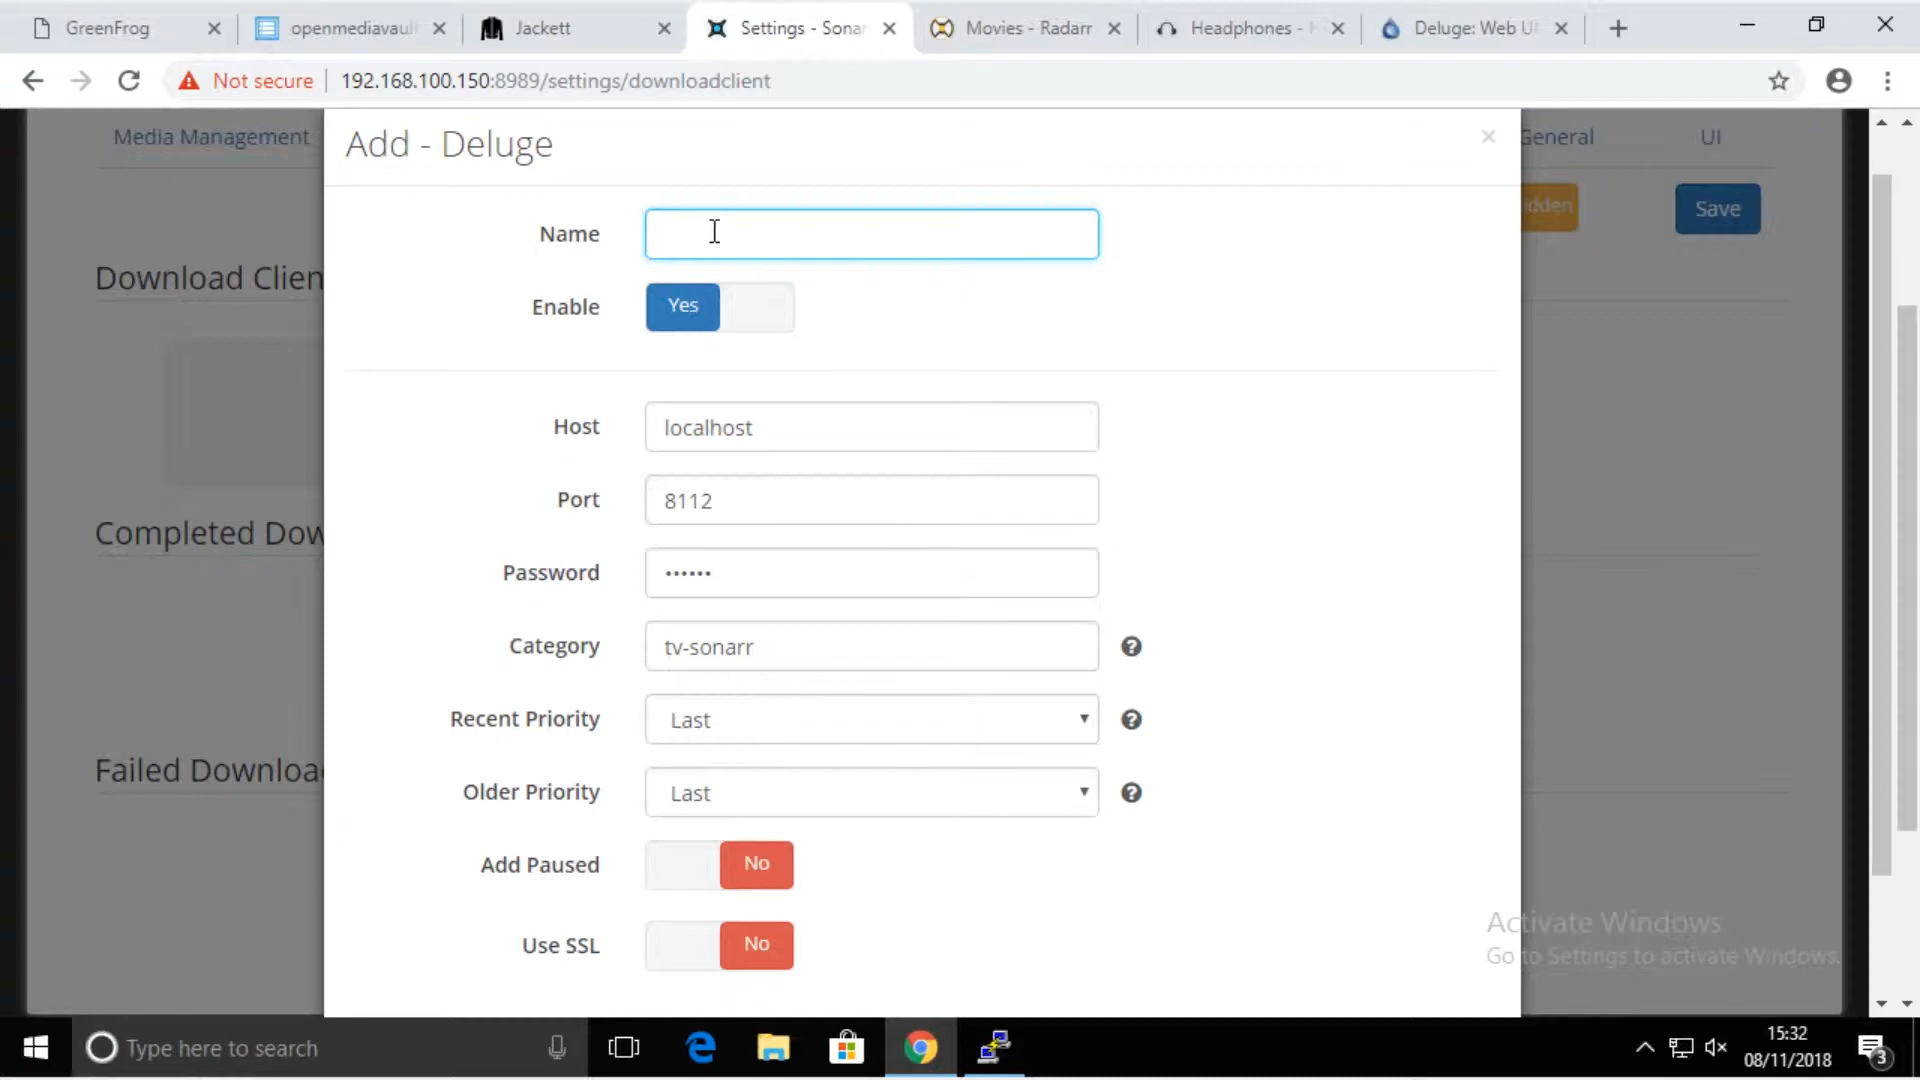 GreenFrog
openmediavaul
Jackett
Settings - Sonar
Movies - Radarr
Headphones -
Deluge: Web U
Not secure
192.168.100.150:8989/settings/downloadclient
Media Management
General
UI
Add - Deluge
Name
idden
Save
Download Clien
Enable
Yes
Host
localhost
Port
8112
Completed Dow
Password
••••••
Category
tv-sonarr
Recent Priority
Last
Failed Downloa
Older Priority
Last
Add Paused
No
Use SSL
No
Activate Windows
Go to Settings to activate Windows.
Type here to search
15:32
08/11/2018
3